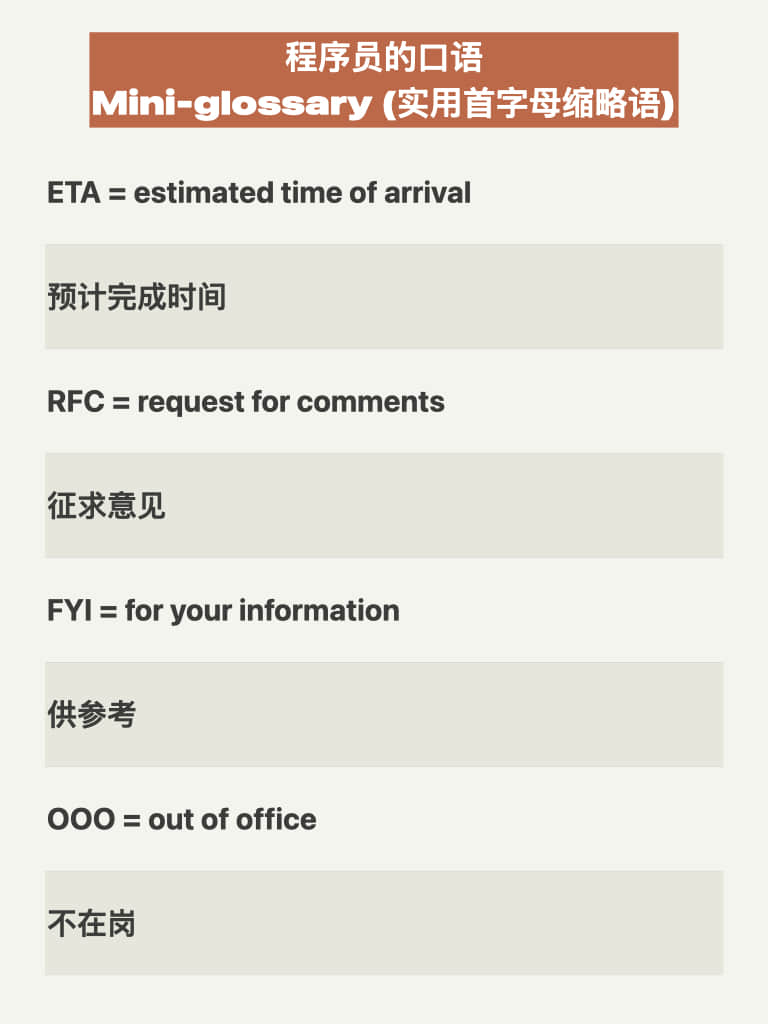 程序员的口语
Mini-glossary (实用首字母缩略语)
ETA = estimated time of arrival
预计完成时间
RFC = request for comments
征求意见
FYI = for your information
供参考
OOO = out of office
不在岗